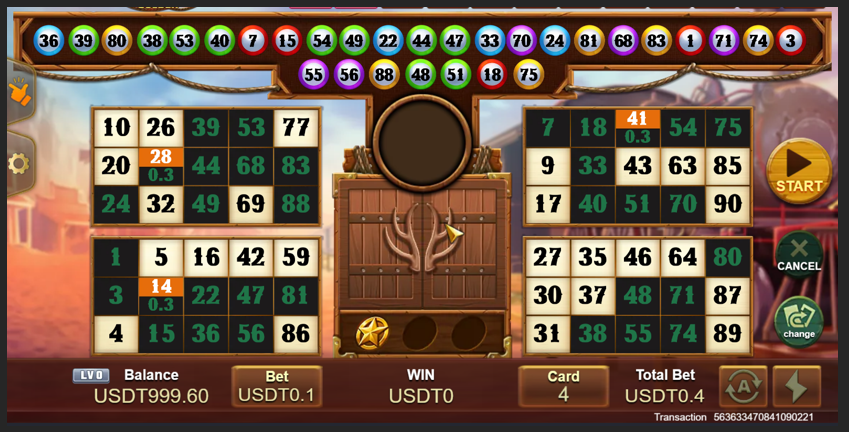 36 39 80 38 53 40 7 15 54 49 22 44 47 33 70 24 81 68 83 1 71 74 3
55 56 88 48 51 18 75
10 26 39 53 77
20 28 0.3 44 68 83
24 32 49 69 88
7 18 41 0.3 54 75
9 33 43 63 85
17 40 51 70 90
START
1 5 16 42 59
3 14 0.3 22 47 81
4 15 36 56 86
27 35 46 64 80
30 37 48 71 87
31 38 55 74 89
CANCEL
change
LV 0 Balance Bet WIN Card Total Bet
USDT999.60 USDT0.1 USDT0 4 USDT0.4
A
Transaction 563633470841090221